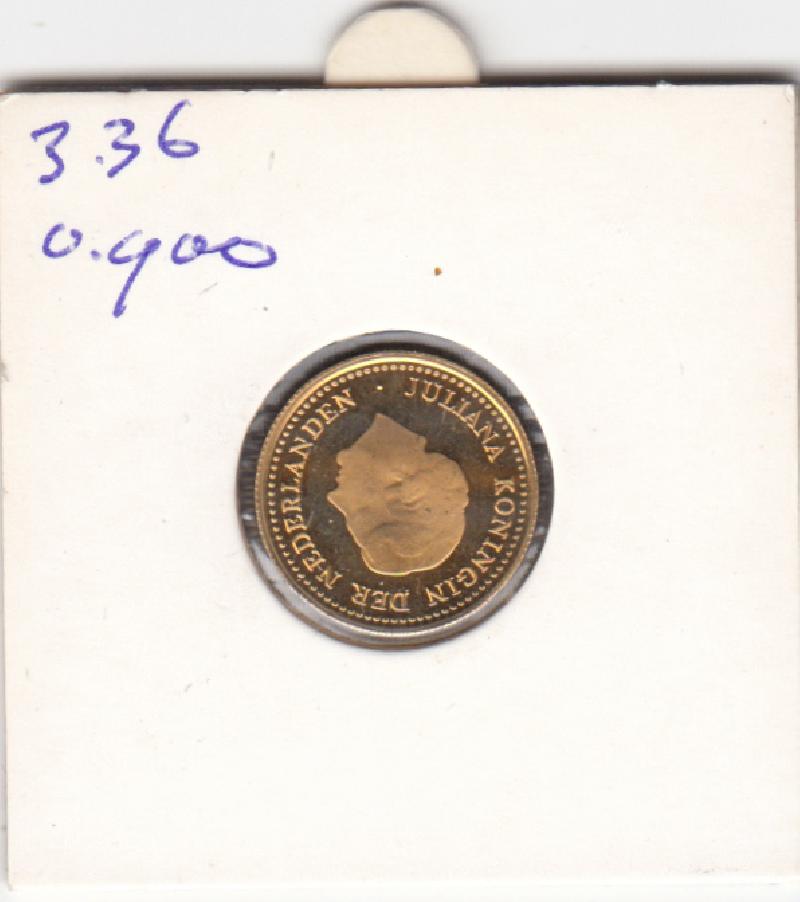 3.36
0.900
JULIANA KONINGIN DER NEDERLANDEN ·